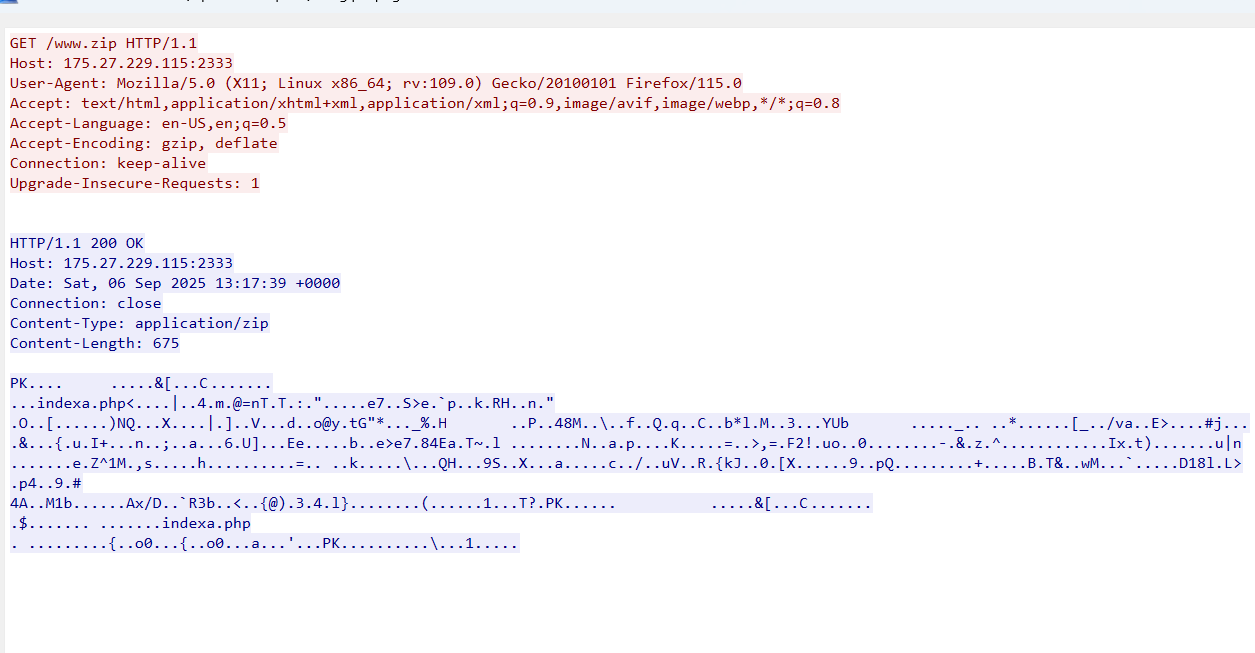 GET /www.zip HTTP/1.1
Host: 175.27.229.115:2333
User-Agent: Mozilla/5.0 (X11; Linux x86_64; rv:109.0) Gecko/20100101 Firefox/115.0
Accept: text/html,application/xhtml+xml,application/xml;q=0.9,image/avif,image/webp,*/*;q=0.8
Accept-Language: en-US,en;q=0.5
Accept-Encoding: gzip, deflate
Connection: keep-alive
Upgrade-Insecure-Requests: 1
HTTP/1.1 200 OK
Host: 175.27.229.115:2333
Date: Sat, 06 Sep 2025 13:17:39 +0000
Connection: close
Content-Type: application/zip
Content-Length: 675
PK....      .....&[...C.......
...indexa.php<....|..4.m.@=nT.T.:.".....e7..S>e.`p..k.RH..n."
.O..[......)NQ...X....|.]..V...d..o@y.tG"*..._%.H        ..P..48M..\..f..Q.q..C..b*l.M..3...YUb       ....._.. ..*......[_../va..E>....#j...
.&...{.u.I+...n..;..a...6.U]...Ee.....b..e>e7.84Ea.T~.l ........N..a.p....K.....=..>,=.F2!.uo..0........-.&.z.^............Ix.t).......u|n
.......e.Z^1M.,s.....h..........=.. ..k.....\...QH...9S..X...a.....c../..uV..R.{kJ..0.[X......9..pQ.........+.....B.T&..wM...`.....D18l.L>
.p4..9.#
4A..M1b......Ax/D..`R3b..<..{@).3.4.l}........(......1...T?.PK......           .....&[...C.......
.$....... .......indexa.php
. .........{..o0...{..o0...a...'...PK..........\...1.....